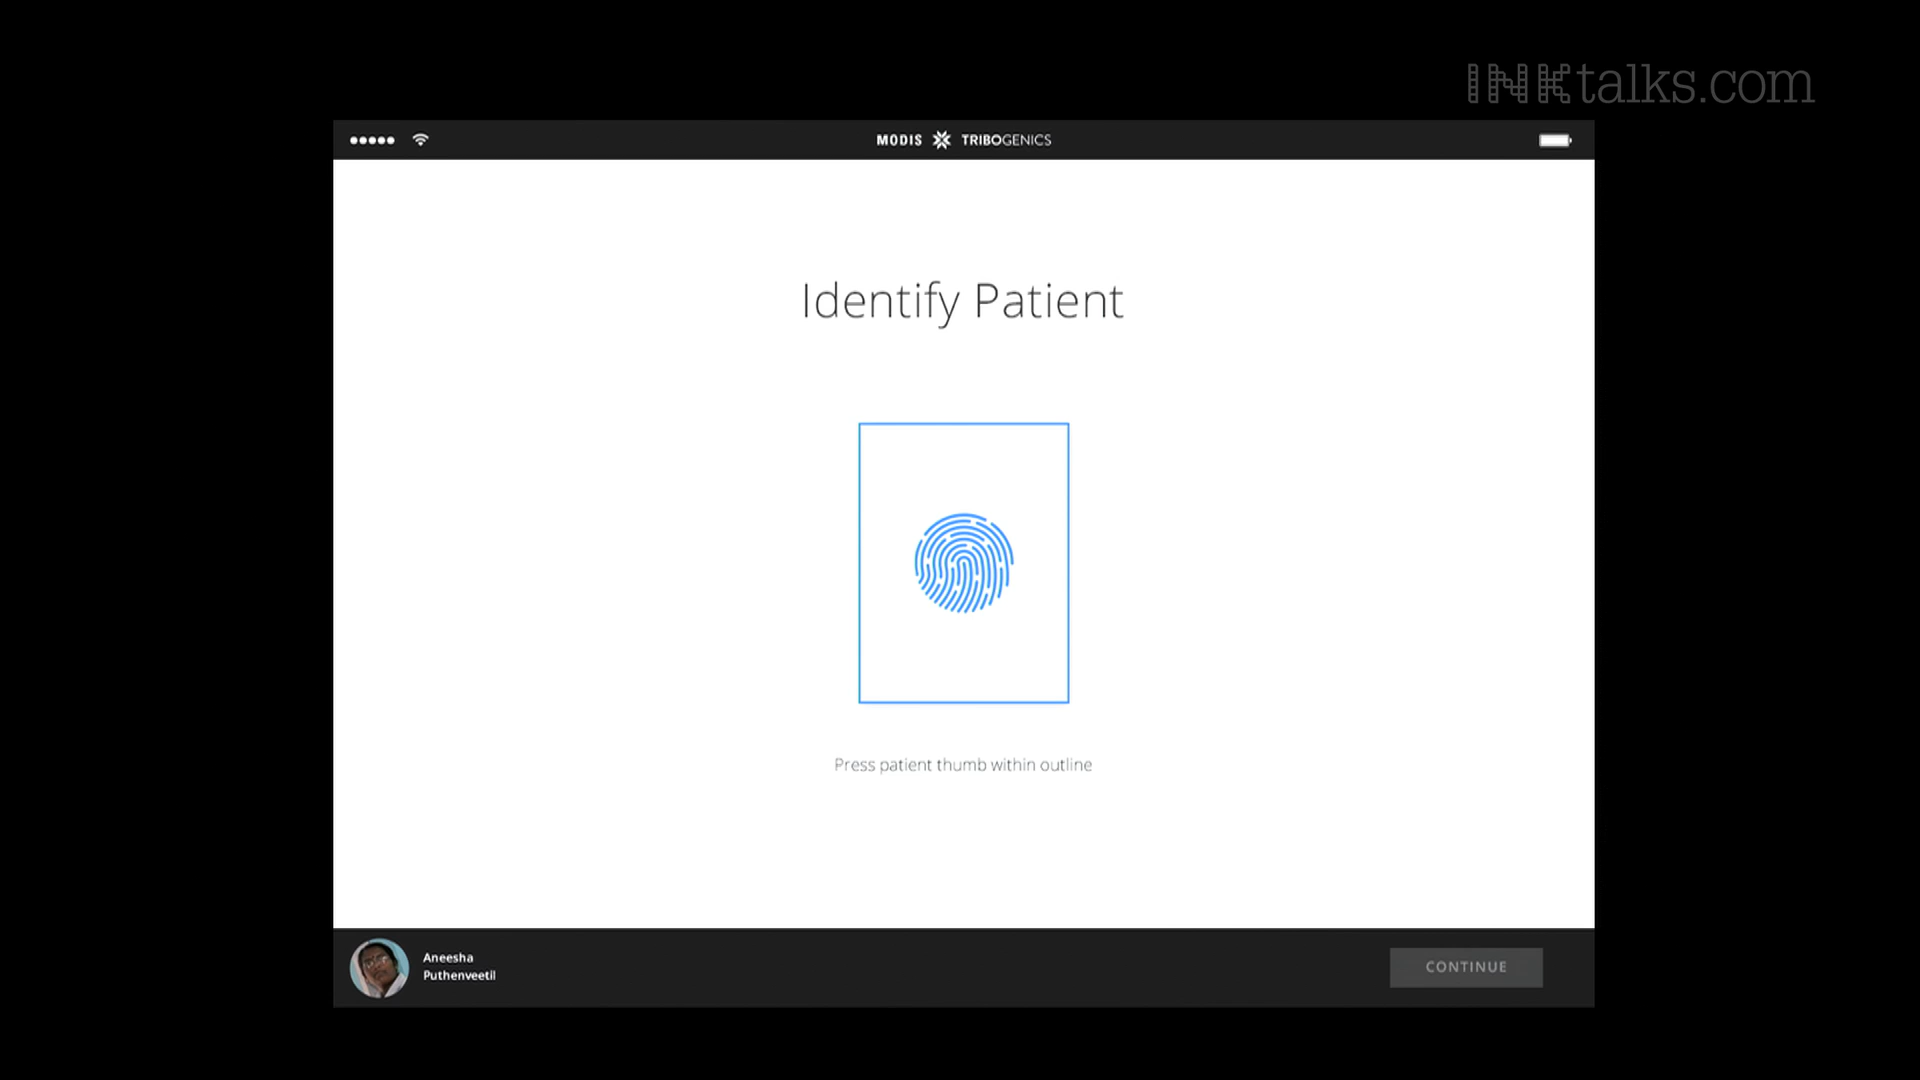 INKtalks.com
MODIS TRIBOGENICS
Identify Patient
Press patient thumb within outline
Aneesha
Puthenveetil
CONTINUE